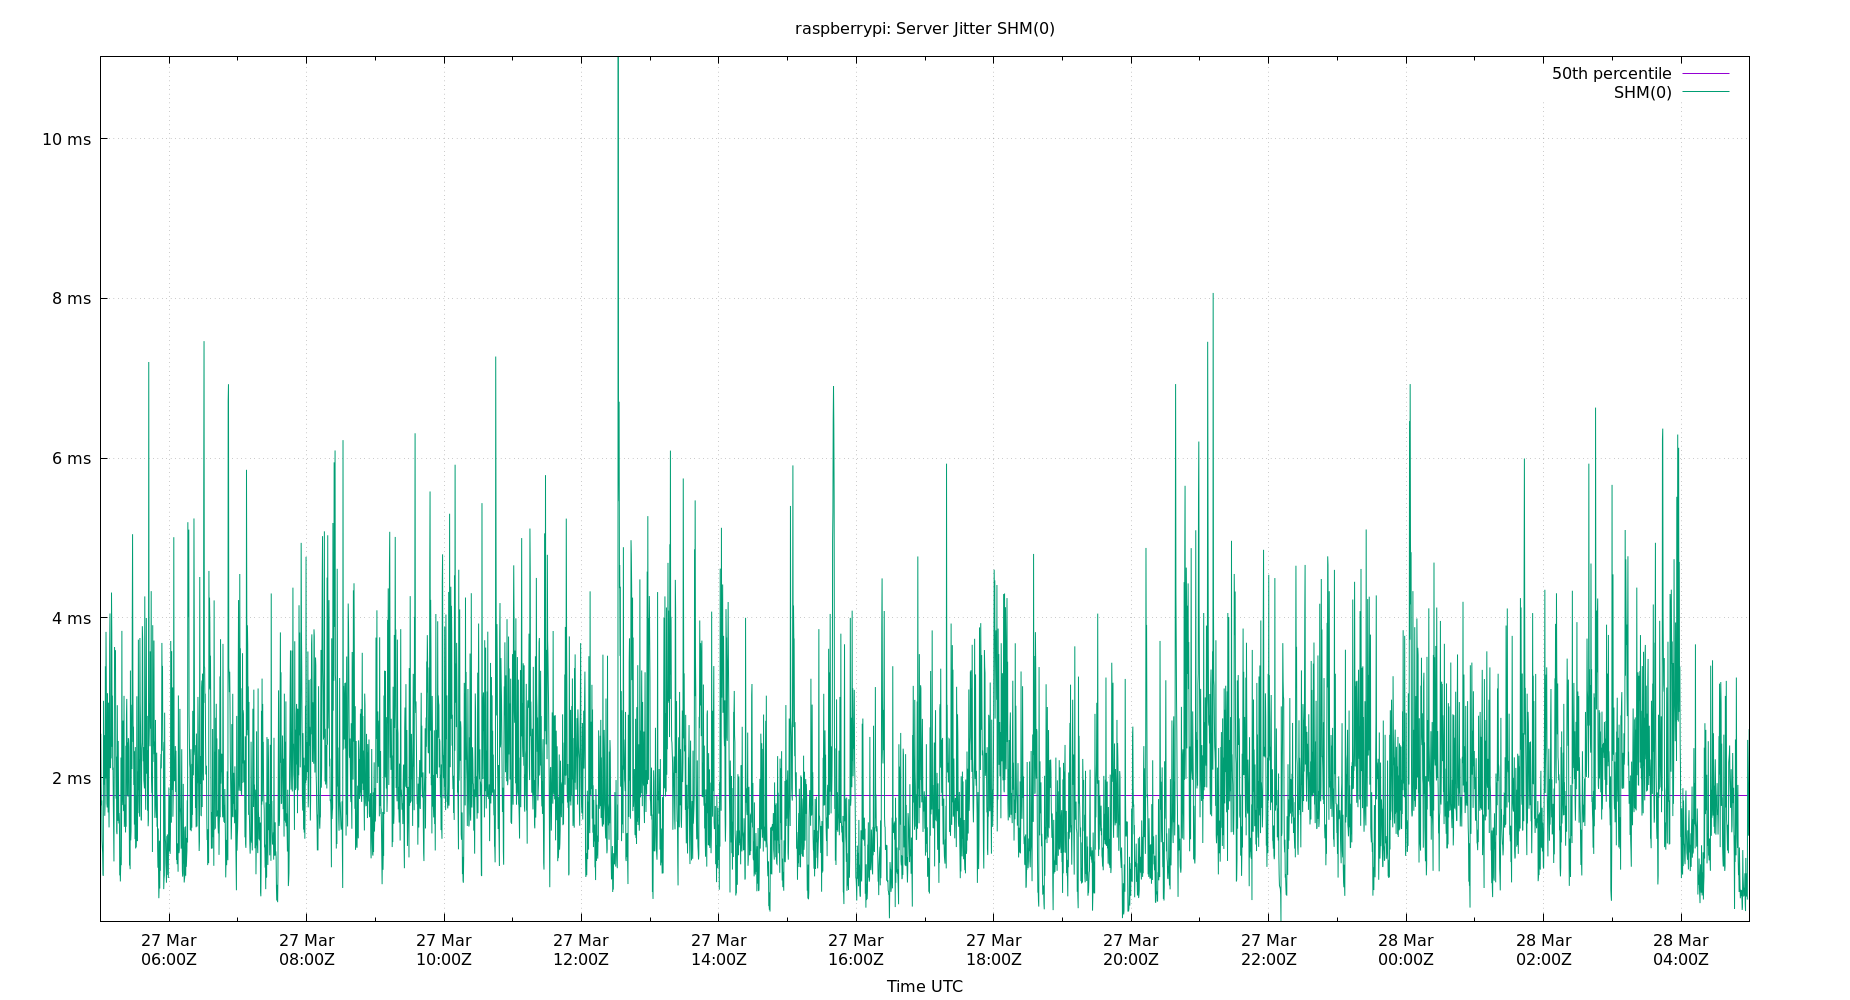 raspberrypi: Server Jitter SHM(0)
50th percentile
SHM(0)
10 ms
8 ms
6 ms
4 ms
2 ms
27 Mar 27 Mar 27 Mar 27 Mar 27 Mar 27 Mar 27 Mar 27 Mar 27 Mar 28 Mar 28 Mar 28 Mar
06:00Z 08:00Z 10:00Z 12:00Z 14:00Z 16:00Z 18:00Z 20:00Z 22:00Z 00:00Z 02:00Z 04:00Z
Time UTC